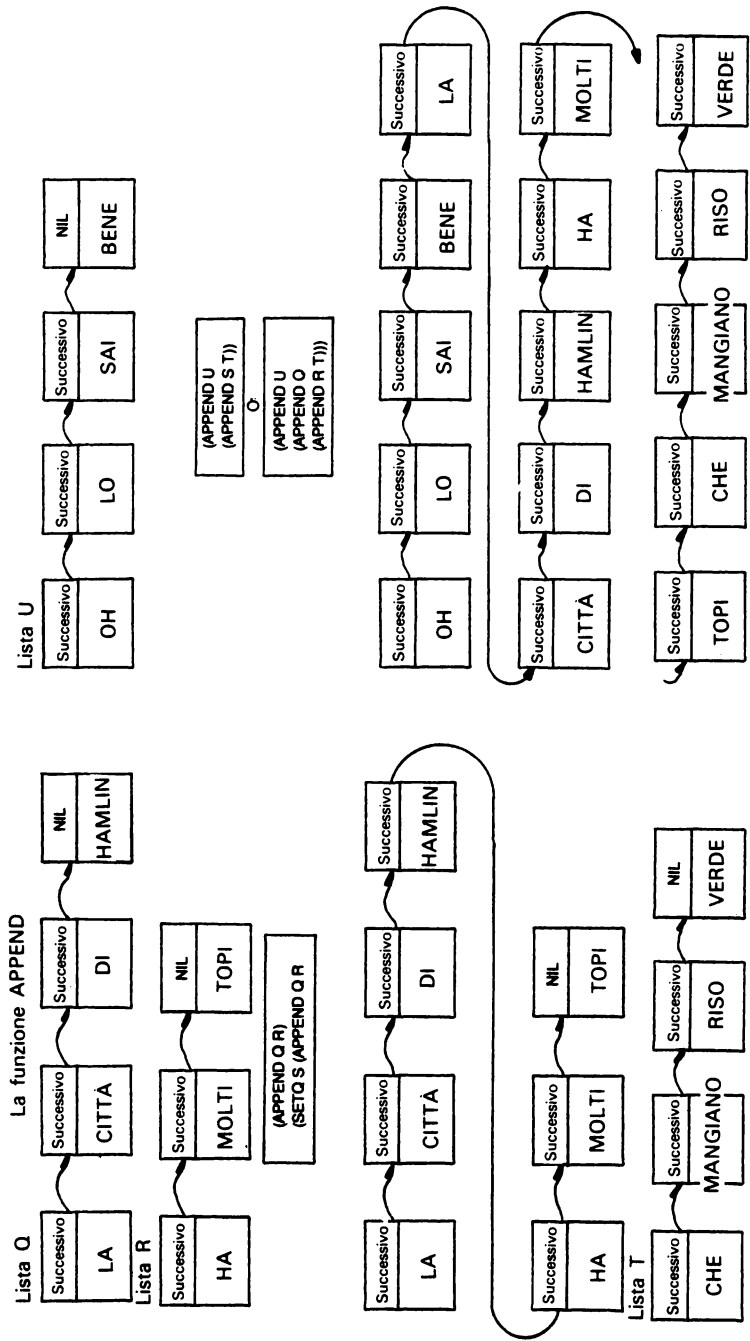 La funzione APPEND
Lista Q
Successivo Successivo Successivo NIL
LA CITTÀ DI HAMLIN
Lista R
Successivo Successivo NIL
HA MOLTI TOPI
(APPEND Q R)
(SETQ S (APPEND Q R
Successivo Successivo Successivo Successivo
LA CITTÀ DI HAMLIN
Successivo Successivo NIL
HA MOLTI TOPI
Lista T
Successivo Successivo Successivo NIL
CHE MANGIANO RISO VERDE
Lista U
Successivo Successivo Successivo NIL
OH LO SAI BENE
(APPEND U
(APPEND S T))
O
(APPEND U
(APPEND Q
(APPEND R T)))
Successivo Successivo Successivo Successivo Successivo
OH LO SAI BENE LA
Successivo Successivo Successivo Successivo Successivo
CITTÀ DI HAMLIN HA MOLTI
Successivo Successivo Successivo Successivo Successivo
TOPI CHE MANGIANO RISO VERDE